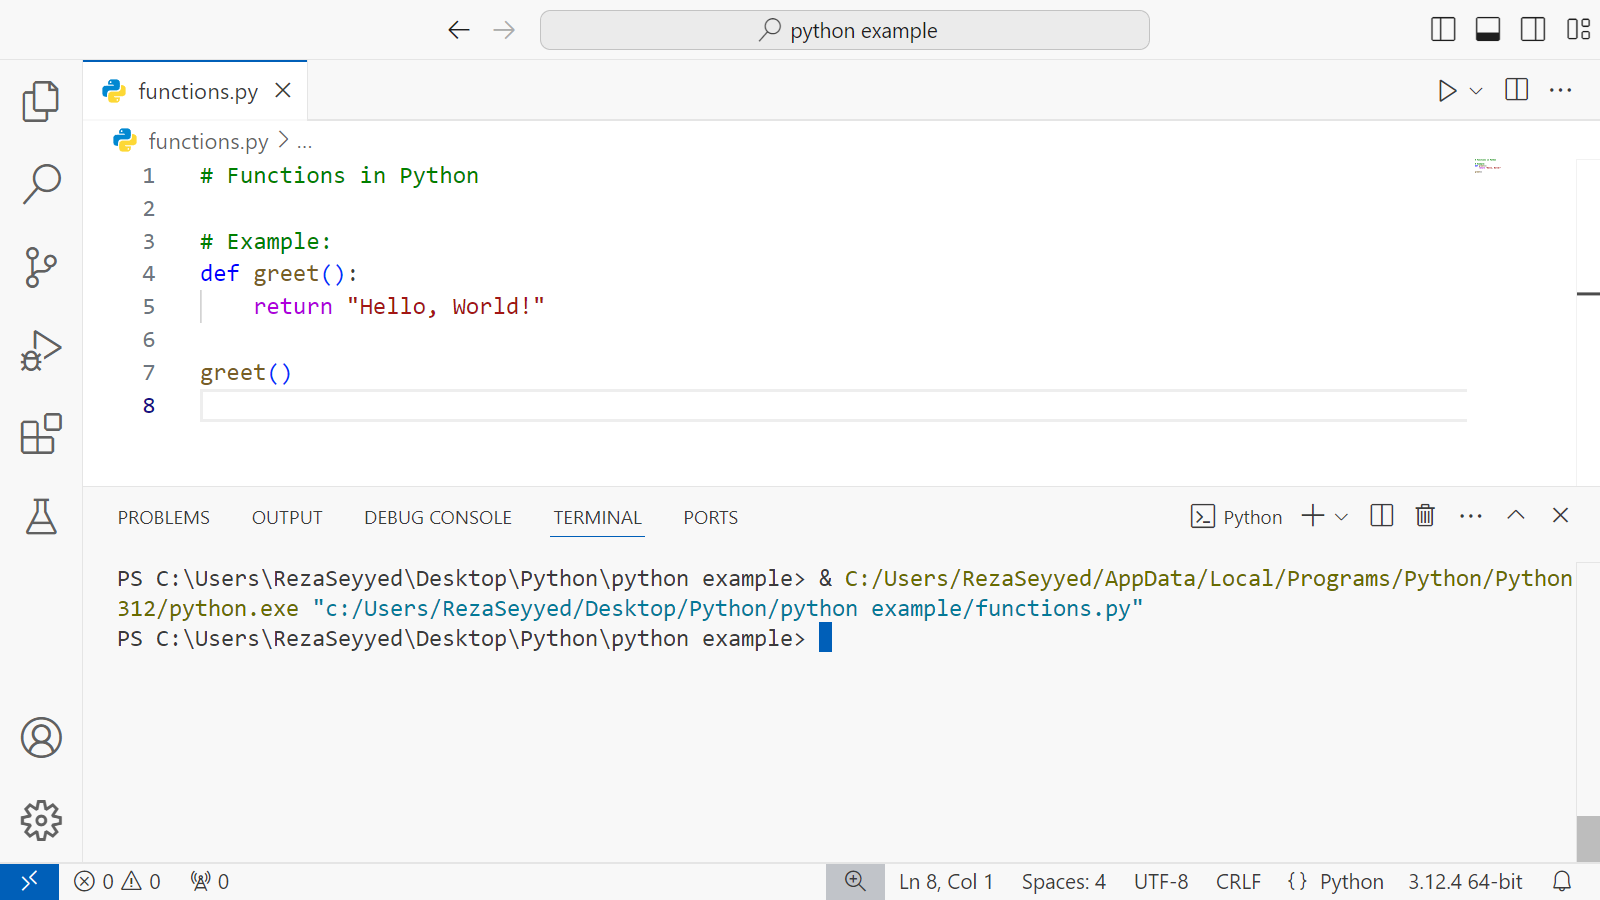 python example
functions.py
functions.py > ...
1 # Functions in Python
2
3 # Example:
4 def greet():
5     return "Hello, World!"
6
7 greet()
8
PROBLEMS OUTPUT DEBUG CONSOLE TERMINAL PORTS Python
PS C:\Users\RezaSeyyed\Desktop\Python\python example> & C:/Users/RezaSeyyed/AppData/Local/Programs/Python/Python
312/python.exe "c:/Users/RezaSeyyed/Desktop/Python/python example/functions.py"
PS C:\Users\RezaSeyyed\Desktop\Python\python example>
0 0 0 Ln 8, Col 1 Spaces: 4 UTF-8 CRLF {} Python 3.12.4 64-bit